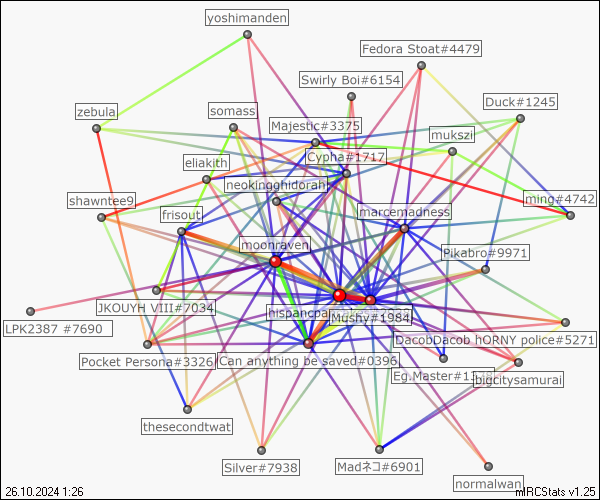 yoshimanden
Fedora Stoat#4479
Swirly Boi#6154
Duck#1245
zebula
somass
Majestic#3375
mukszi
Cypha#1717
eliakith
neokingghidorah
shawntee9
ming#4742
frisout
marcemadness
moonraven
Pikabro#9971
JKOUYH VIII#7034
hispancpa
Mushy#1984
LPK2387 #7690
DacobDacob hORNY police#5271
Pocket Persona#3326
Can anything be saved#0396
Eg.Master
bigcitysamurai
thesecondtwat
Silver#7938
Madネコ#6901
normalwan
26.10.2024 1:26
mIRCStats v1.25